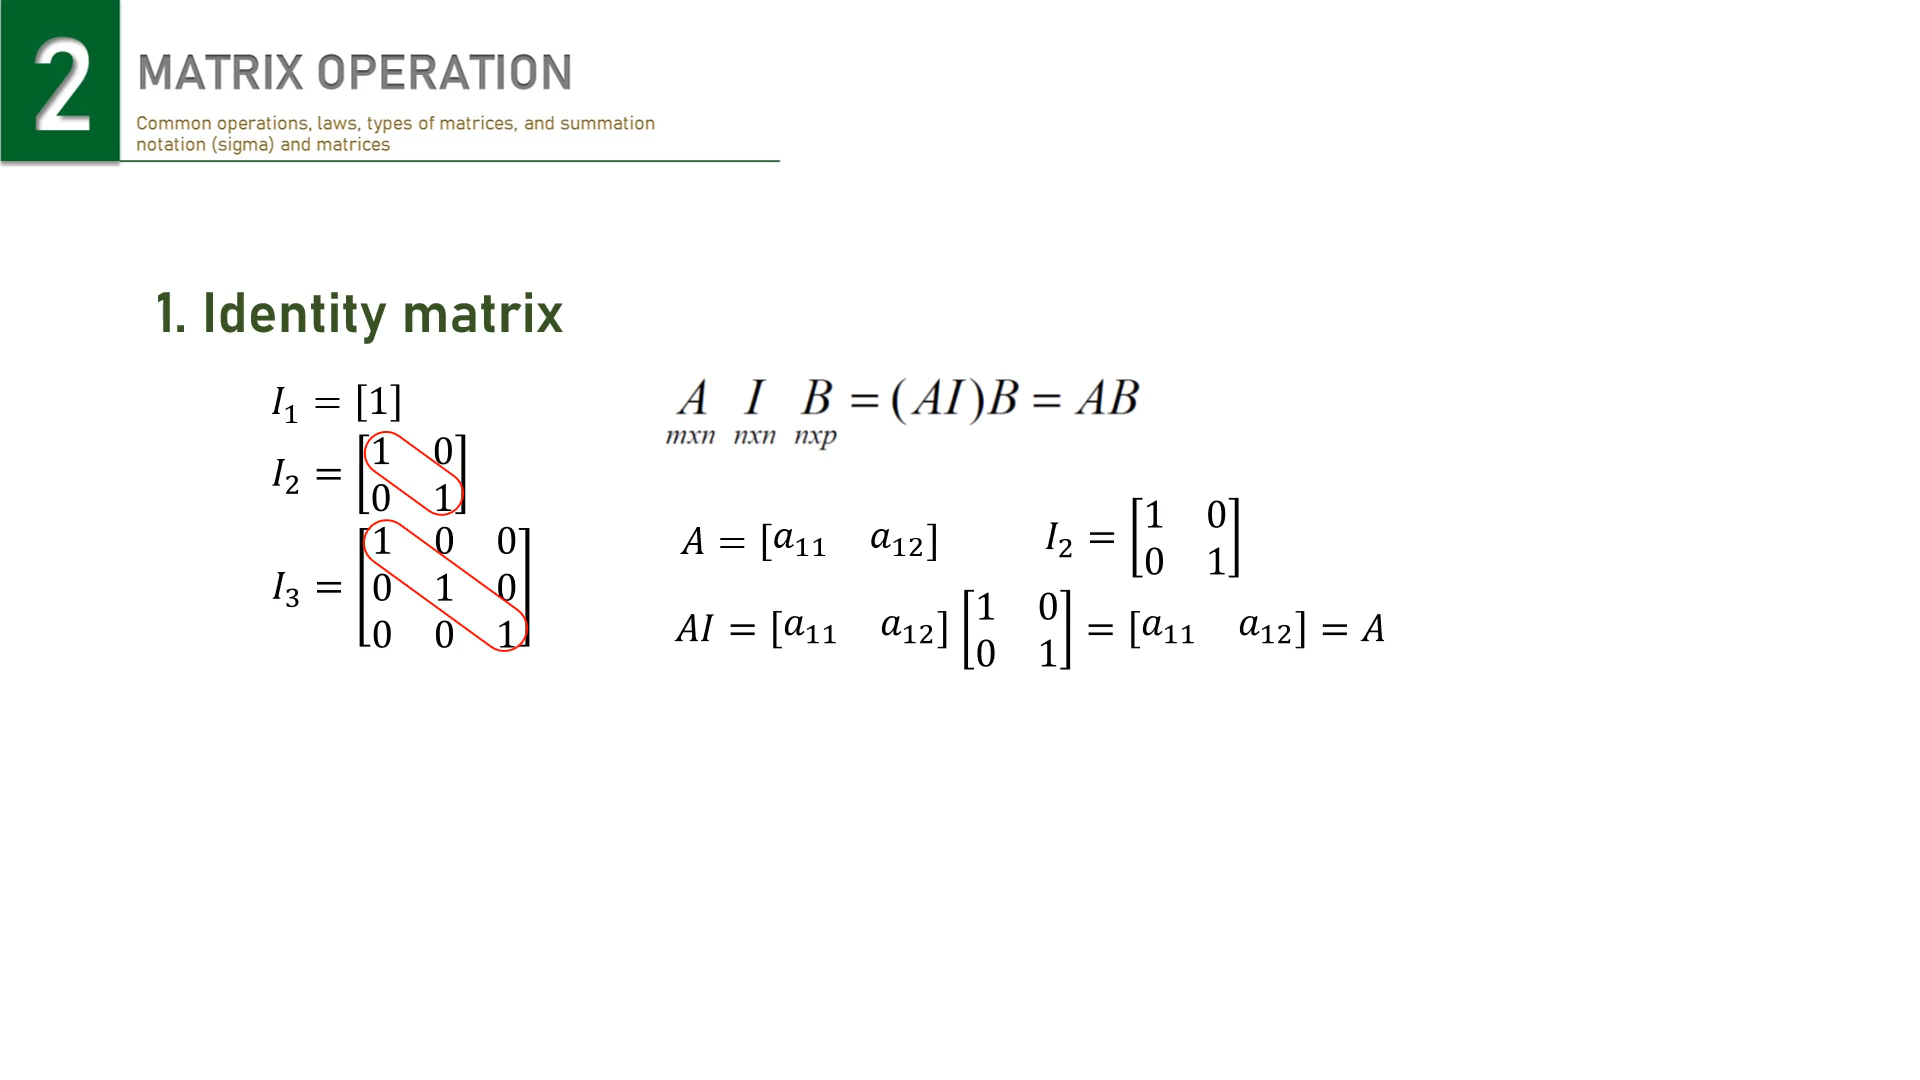 2
MATRIX OPERATION
Common operations, laws, types of matrices, and summation
notation (sigma) and matrices
1. Identity matrix
I₁ = [1]
I₂ = [1 0
0 1]
I₃ = [1 0 0
0 1 0
0 0 1]
A I B = (AI)B = AB
mxn nxn nxp
A = [a₁₁ a₁₂] I₂ = [1 0
0 1]
AI = [a₁₁ a₁₂] [1 0
0 1] = [a₁₁ a₁₂] = A